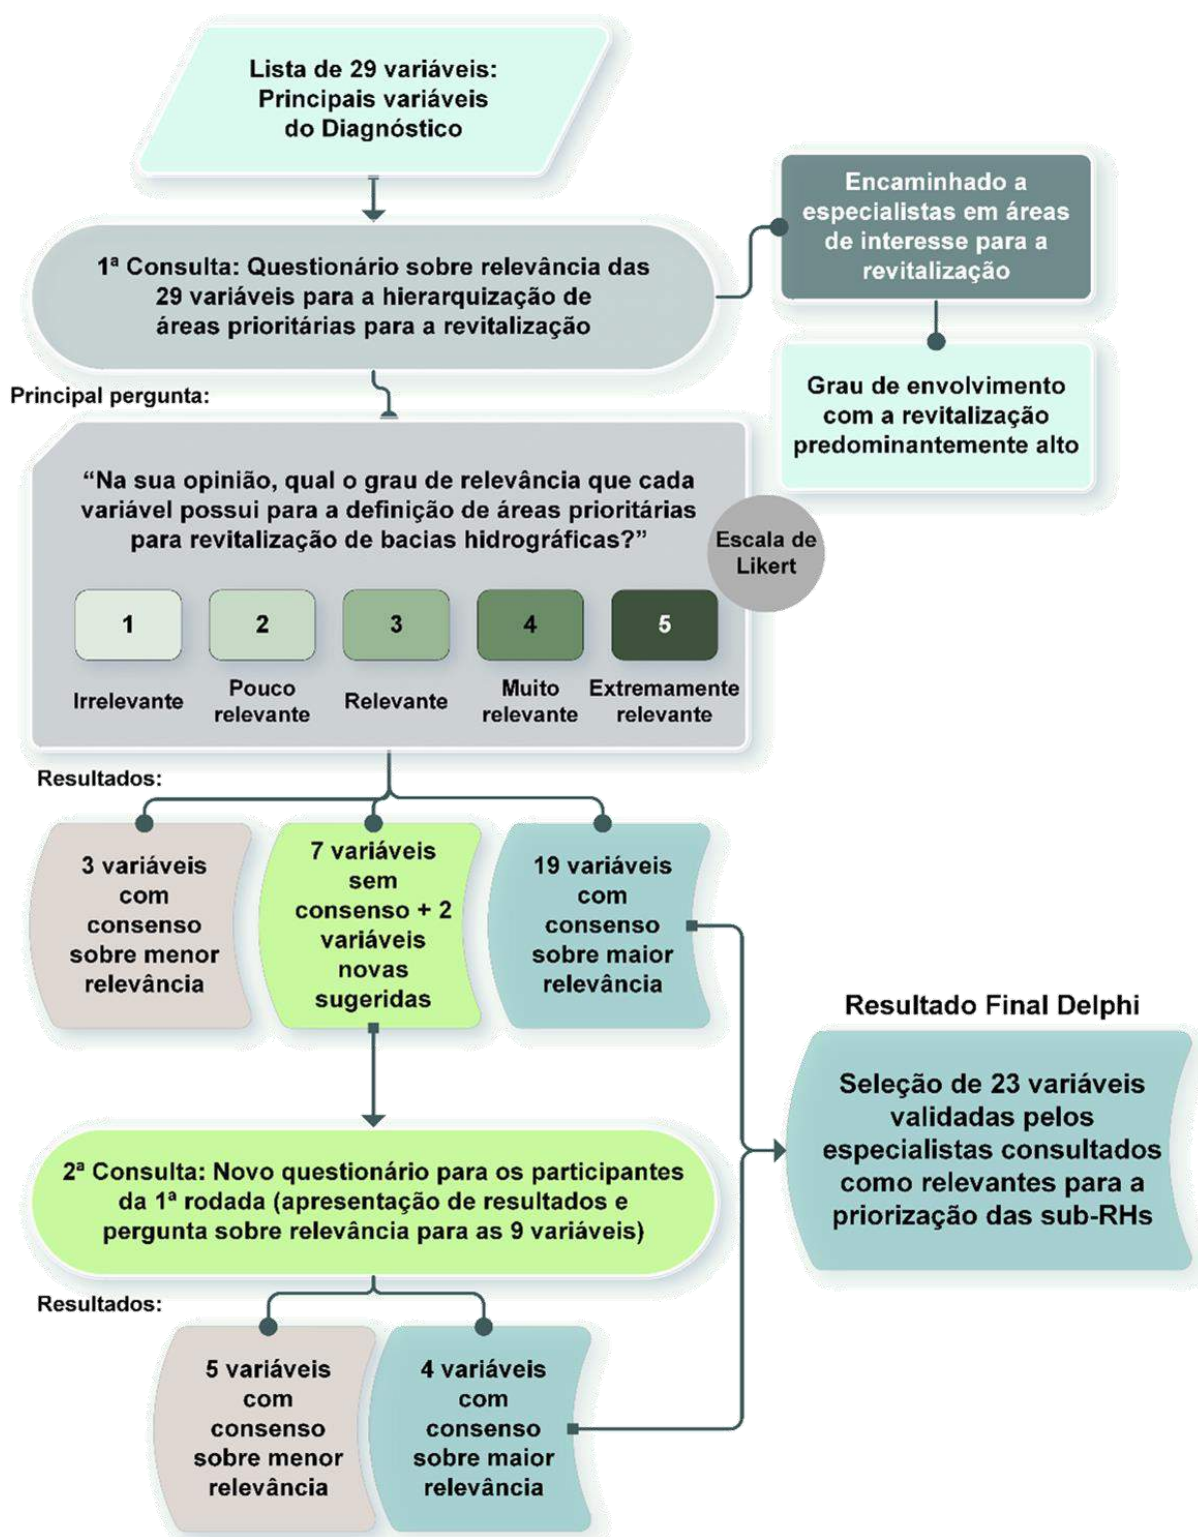 Lista de 29 variáveis:
Principais variáveis
do Diagnóstico
Encaminhado a
especialistas em áreas
de interesse para a
revitalização
1ª Consulta: Questionário sobre relevância das
29 variáveis para a hierarquização de
áreas prioritárias para a revitalização
Grau de envolvimento
com a revitalização
predominantemente alto
Principal pergunta:
“Na sua opinião, qual o grau de relevância que cada
variável possui para a definição de áreas prioritárias
para revitalização de bacias hidrográficas?”
Escala de
Likert
1
2
3
4
5
Irrelevante
Pouco
relevante
Relevante
Muito
relevante
Extremamente
relevante
Resultados:
3 variáveis
com
consenso
sobre menor
relevância
7 variáveis
sem
consenso + 2
variáveis
novas
sugeridas
19 variáveis
com
consenso
sobre maior
relevância
Resultado Final Delphi
Seleção de 23 variáveis
validadas pelos
especialistas consultados
como relevantes para a
priorização das sub-RHs
2ª Consulta: Novo questionário para os participantes
da 1ª rodada (apresentação de resultados e
pergunta sobre relevância para as 9 variáveis)
Resultados:
5 variáveis
com
consenso
sobre menor
relevância
4 variáveis
com
consenso
sobre maior
relevância